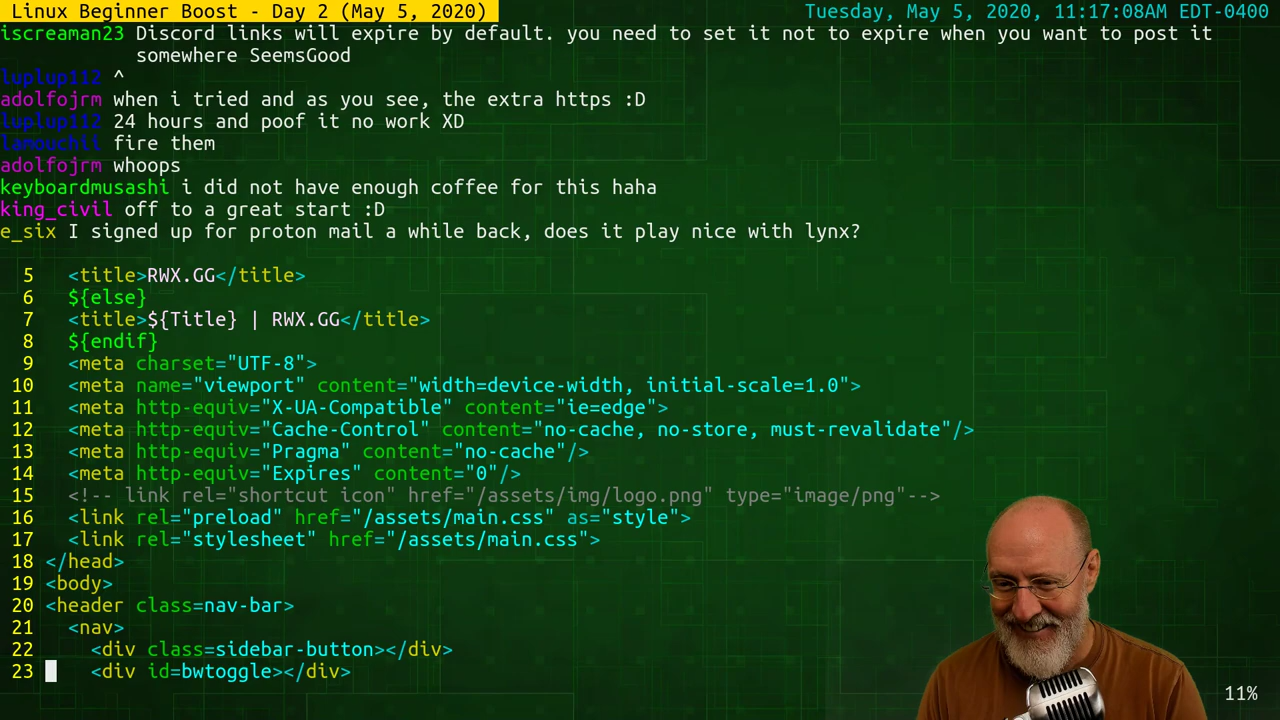 Linux Beginner Boost - Day 2 (May 5, 2020)
Tuesday, May 5, 2020, 11:17:08AM EDT-0400
iscreaman23 Discord links will expire by default. you need to set it not to expire when you want to post it
somewhere SeemsGood
luplup112 ^
adolfojrm when i tried and as you see, the extra https :D
luplup112 24 hours and poof it no work XD
lamouchii fire them
adolfojrm whoops
keyboardmusashi i did not have enough coffee for this haha
king_civil off to a great start :D
e_six I signed up for proton mail a while back, does it play nice with lynx?
5 <title>RWX.GG</title>
6 ${else}
7 <title>${Title} | RWX.GG</title>
8 ${endif}
9 <meta charset="UTF-8">
10 <meta name="viewport" content="width=device-width, initial-scale=1.0">
11 <meta http-equiv="X-UA-Compatible" content="ie=edge">
12 <meta http-equiv="Cache-Control" content="no-cache, no-store, must-revalidate"/>
13 <meta http-equiv="Pragma" content="no-cache"/>
14 <meta http-equiv="Expires" content="0"/>
15 <!-- link rel="shortcut icon" href="/assets/img/logo.png" type="image/png"-->
16 <link rel="preload" href="/assets/main.css" as="style">
17 <link rel="stylesheet" href="/assets/main.css">
18 </head>
19 <body>
20 <header class=nav-bar>
21 <nav>
22 <div class=sidebar-button></div>
23 <div id=bwtoggle></div>
11%